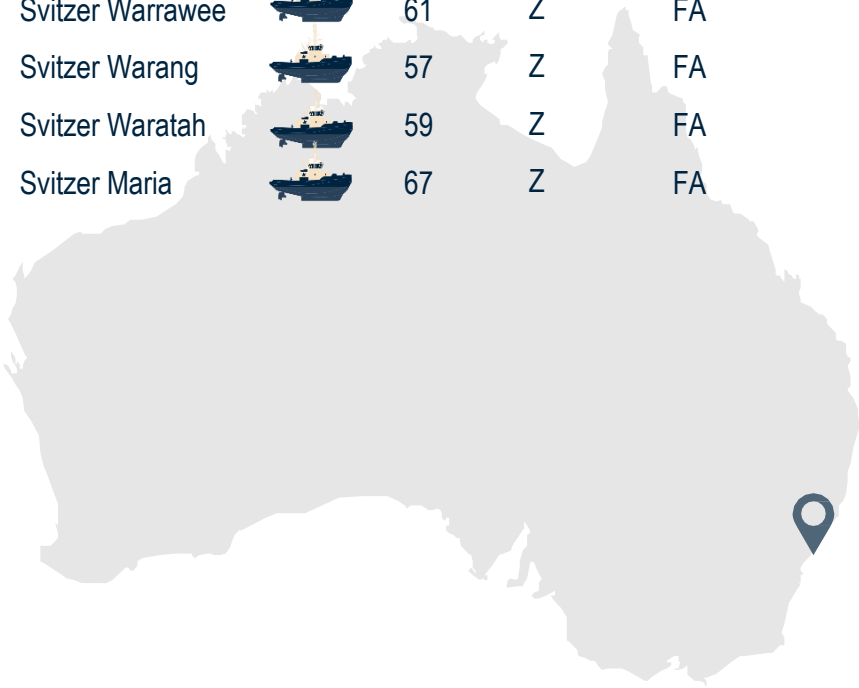 Svitzer Warrawee 61 Z FA
Svitzer Warang 57 Z FA
Svitzer Waratah 59 Z FA
Svitzer Maria 67 Z FA